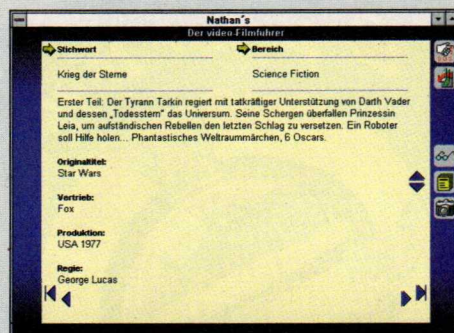 Nathan´s
Der video-Filmführer
Stichwort
Bereich
Krieg der Sterne
Science Fiction
Erster Teil: Der Tyrann Tarkin regiert mit tatkräftiger Unterstützung von Darth Vader
und dessen „Todesstern" das Universum. Seine Schergen überfallen Prinzessin
Leia, um aufständischen Rebellen den letzten Schlag zu versetzen. Ein Roboter
soll Hilfe holen... Phantastisches Weltraummärchen, 6 Oscars.
Originaltitel:
Star Wars
Vertrieb:
Fox
Produktion:
USA 1977
Regie:
George Lucas